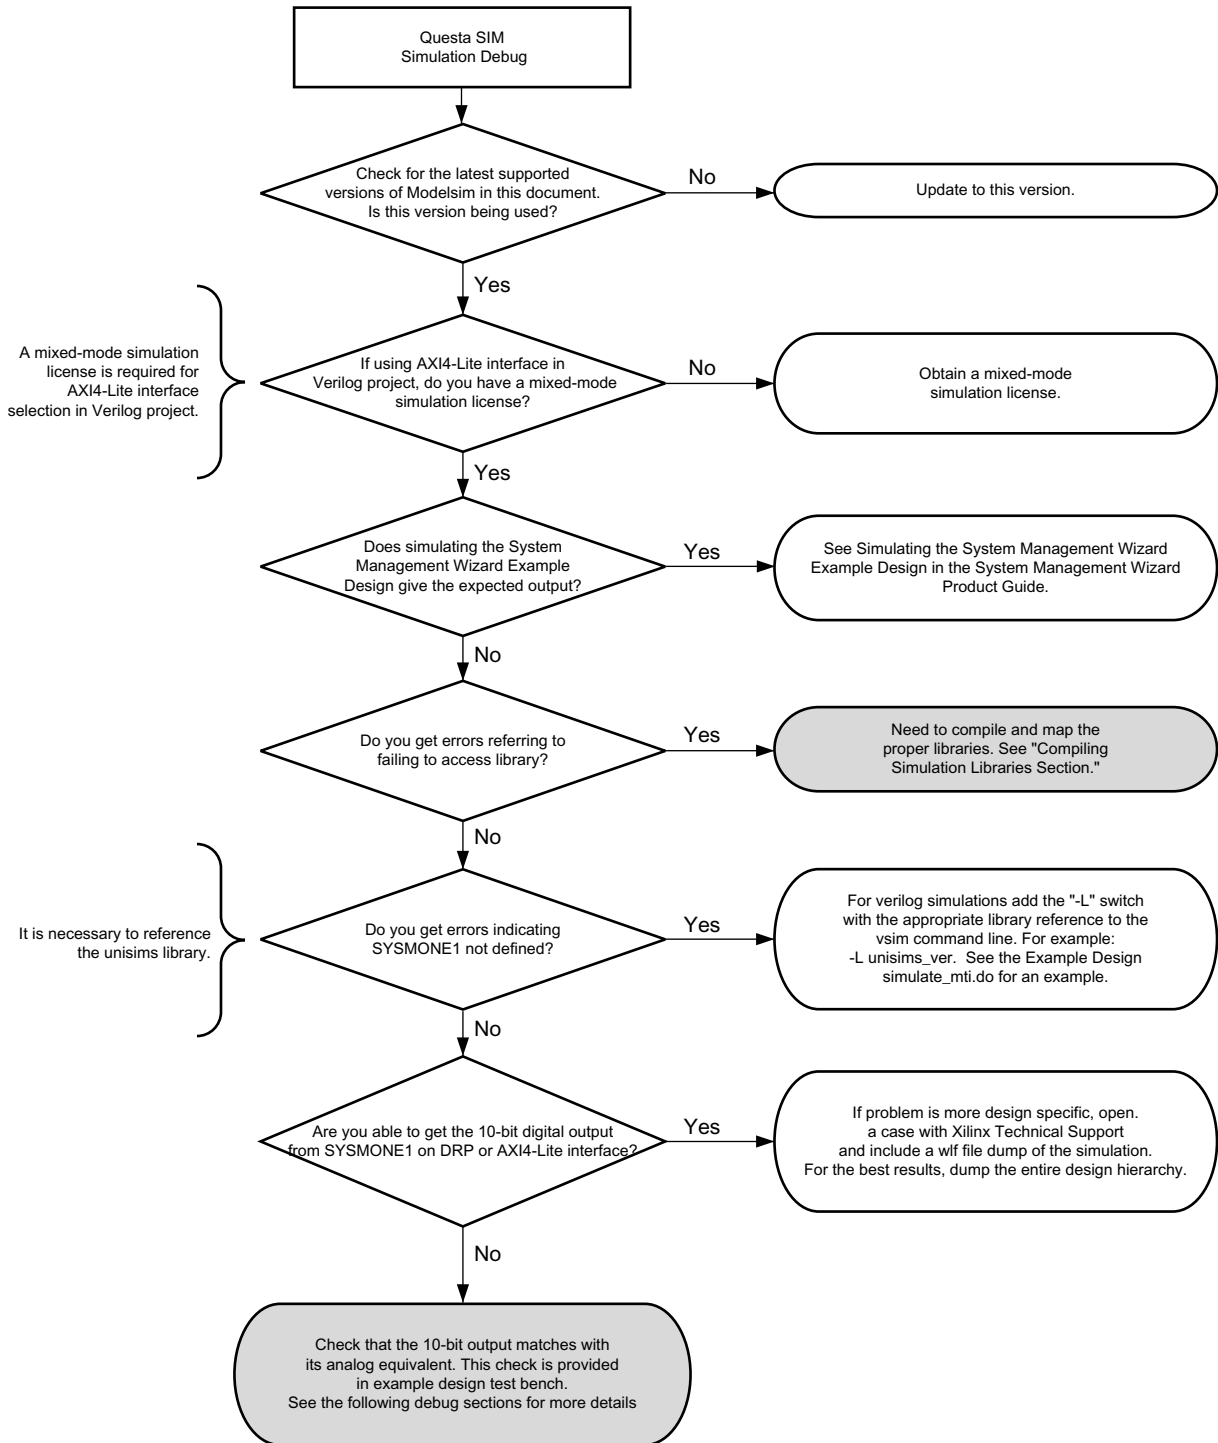 Questa SIM
Simulation Debug
Check for the latest supported
versions of Modelsim in this document.
Is this version being used?
No
Update to this version.
Yes
A mixed-mode simulation
license is required for
AXI4-Lite interface
selection in Verilog project.
If using AXI4-Lite interface in
Verilog project, do you have a mixed-mode
simulation license?
No
Obtain a mixed-mode
simulation license.
Yes
Does simulating the System
Management Wizard Example
Design give the expected output?
Yes
See Simulating the System Management Wizard
Example Design in the System Management Wizard
Product Guide.
No
Do you get errors referring to
failing to access library?
Yes
Need to compile and map the
proper libraries. See "Compiling
Simulation Libraries Section."
No
It is necessary to reference
the unisims library.
Do you get errors indicating
SYSMONE1 not defined?
Yes
For verilog simulations add the "-L" switch
with the appropriate library reference to the
vsim command line. For example:
-L unisims_ver.  See the Example Design
simulate_mti.do for an example.
No
Are you able to get the 10-bit digital output
from SYSMONE1 on DRP or AXI4-Lite interface?
Yes
If problem is more design specific, open.
a case with Xilinx Technical Support
and include a wlf file dump of the simulation.
For the best results, dump the entire design hierarchy.
No
Check that the 10-bit output matches with
its analog equivalent. This check is provided
in example design test bench.
See the following debug sections for more details